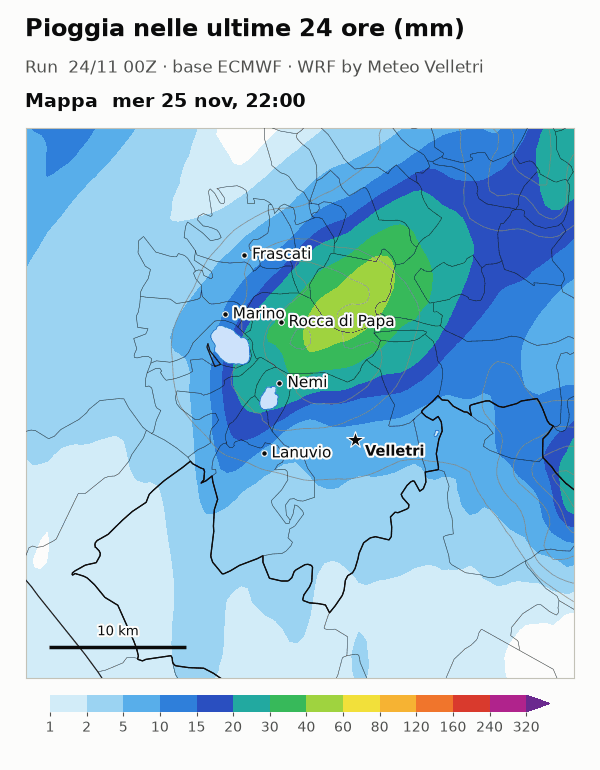 Pioggia nelle ultime 24 ore (mm)
Run  24/11 00Z · base ECMWF · WRF by Meteo Velletri
Mappa  mer 25 nov, 22:00
Frascati
Marino
Rocca di Papa
Nemi
Velletri
Lanuvio
10 km
1 2 5 10 15 20 30 40 60 80 120 160 240 320